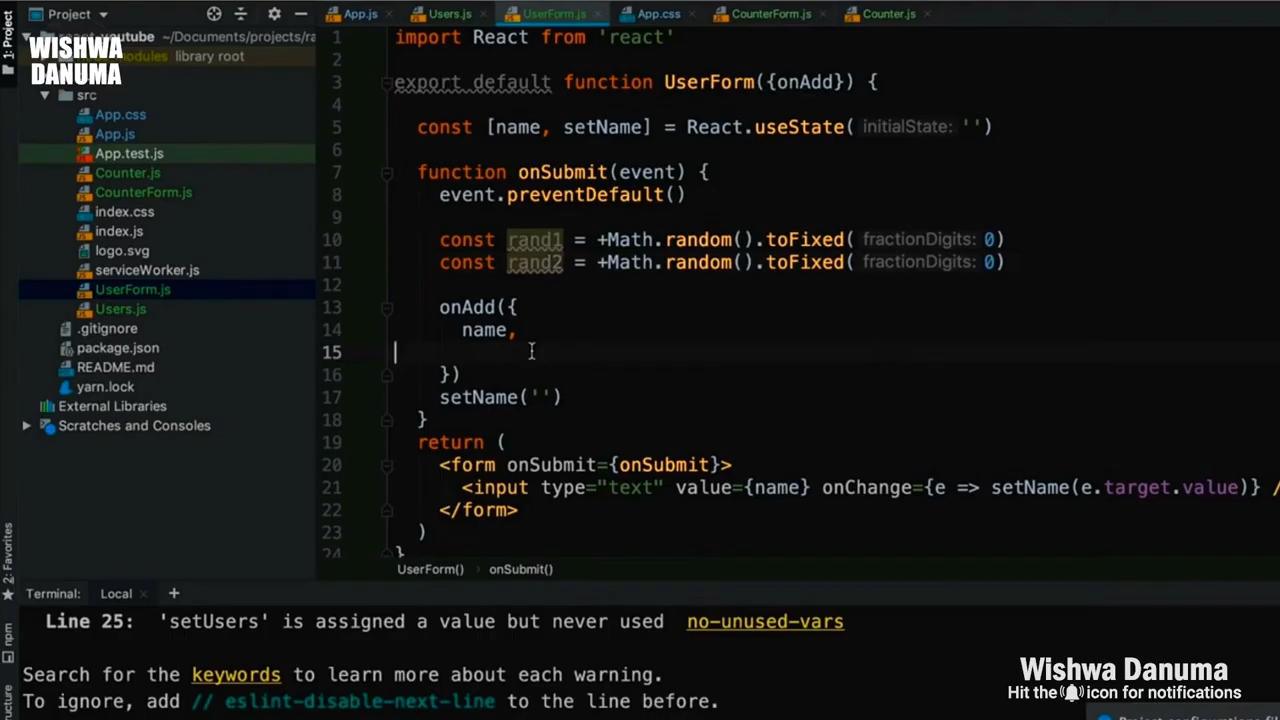 1: Project
Project
App.js
Users.js
UserForm.js
App.css
CounterForm.js
Counter.js
react_youtube ~/Documents/projects/ra
WISHWA
DANUMA
modules library root
src
App.css
App.js
App.test.js
Counter.js
CounterForm.js
index.css
index.js
logo.svg
serviceWorker.js
UserForm.js
Users.js
.gitignore
package.json
README.md
yarn.lock
External Libraries
Scratches and Consoles
1 import React from 'react'
2
3 export default function UserForm({onAdd}) {
4
5 const [name, setName] = React.useState( initialState: '')
6
7 function onSubmit(event) {
8 event.preventDefault()
9
10 const rand1 = +Math.random().toFixed( fractionDigits: 0)
11 const rand2 = +Math.random().toFixed( fractionDigits: 0)
12
13 onAdd({
14 name,
15
16 })
17 setName('')
18 }
19 return (
20 <form onSubmit={onSubmit}>
21 <input type="text" value={name} onChange={e => setName(e.target.value)} /
22 </form>
23 )
24 }
UserForm() onSubmit()
2: Favorites
npm
Terminal: Local +
Line 25: 'setUsers' is assigned a value but never used no-unused-vars
Search for the keywords to learn more about each warning.
To ignore, add // eslint-disable-next-line to the line before.
Wishwa Danuma
Hit the icon for notifications